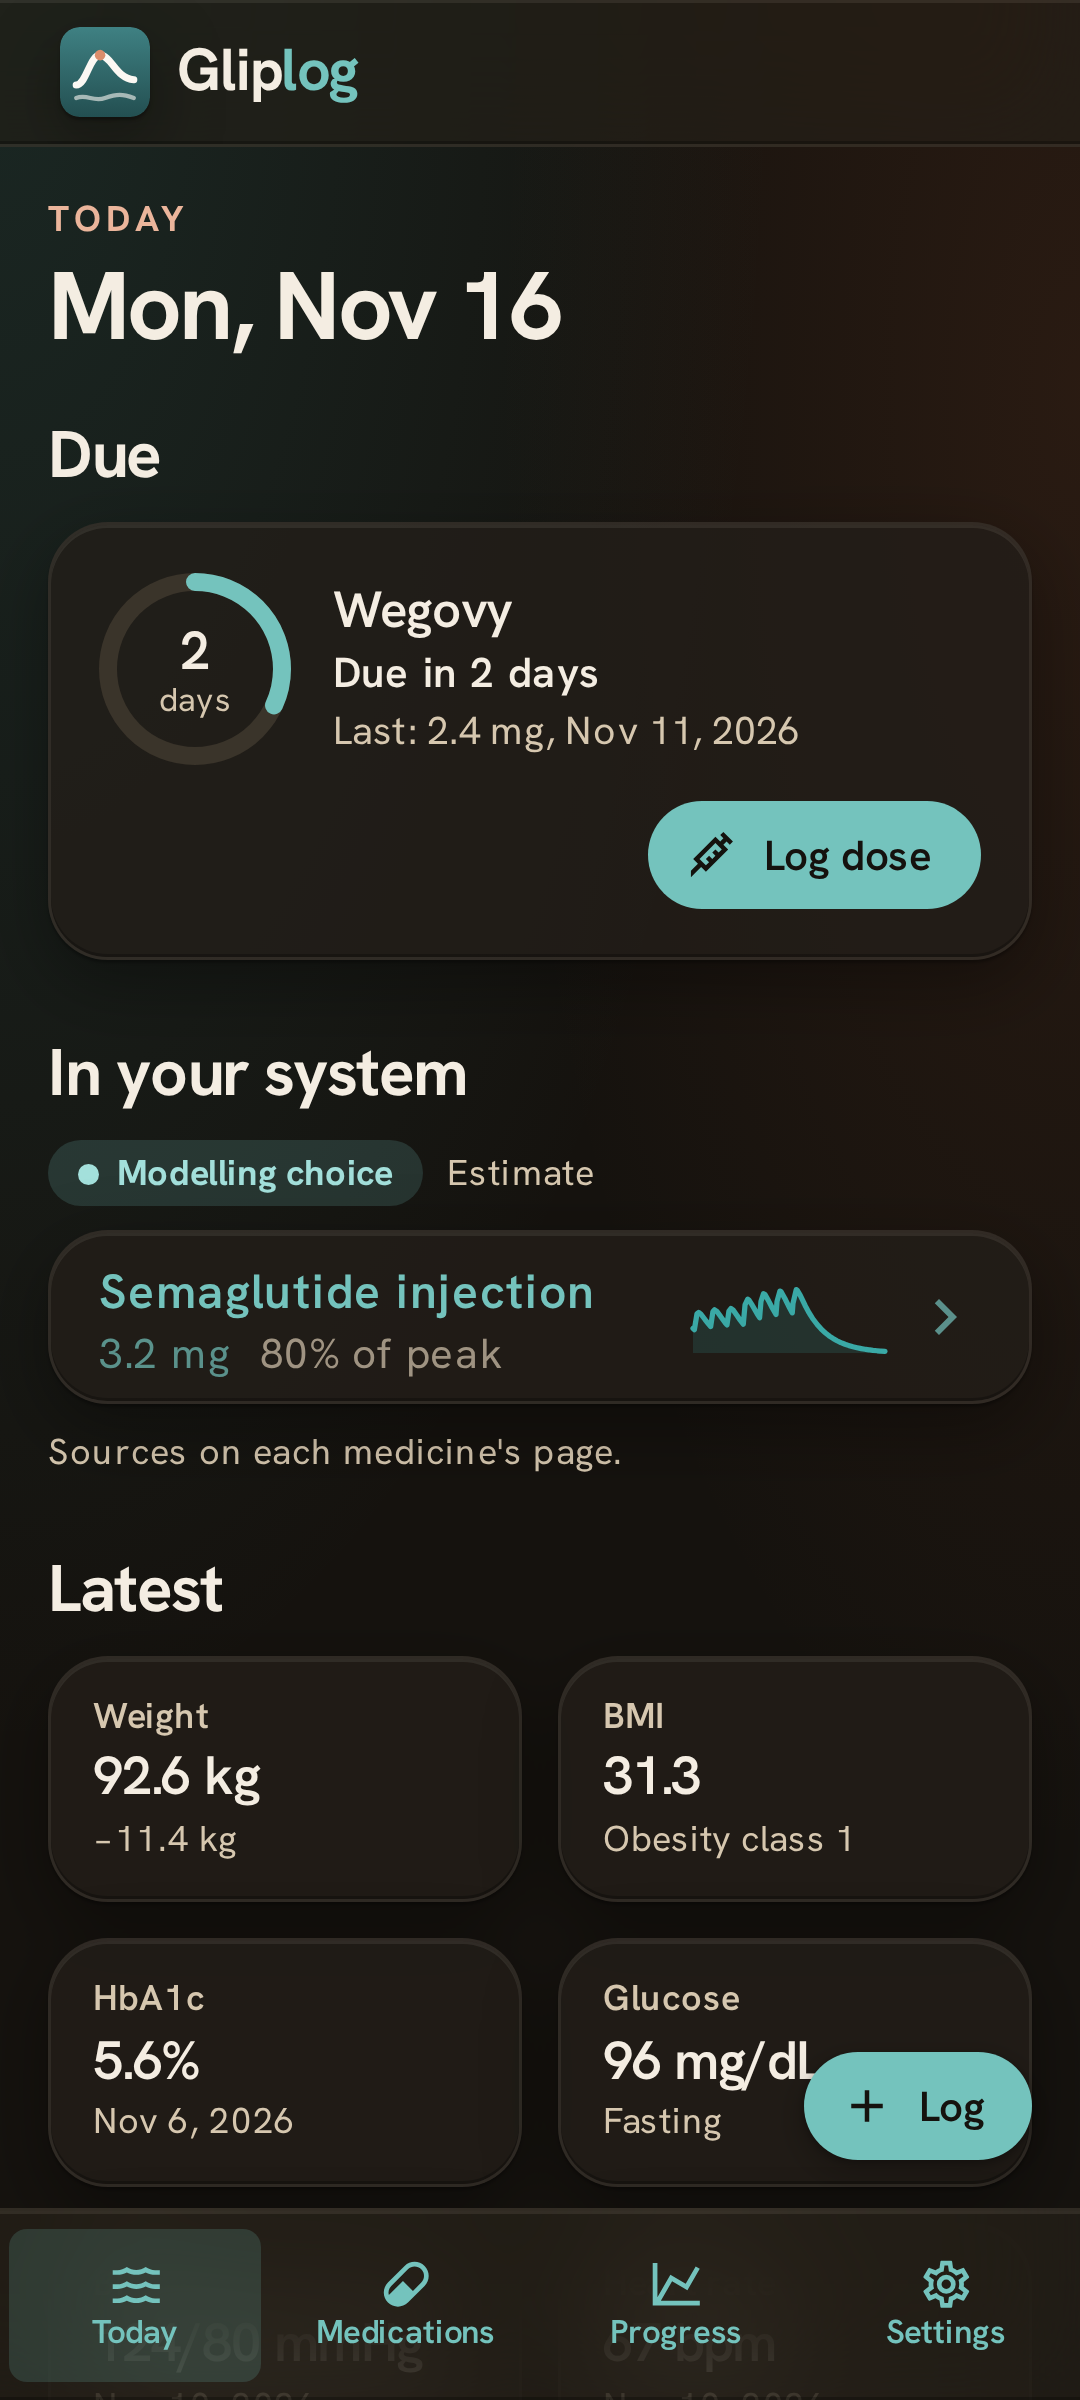 Gliplog
TODAY
Mon, Nov 16
Due
2
days
Wegovy
Due in 2 days
Last: 2.4 mg, Nov 11, 2026
Log dose
In your system
Modelling choice
Estimate
Semaglutide injection
3.2 mg 80% of peak
Sources on each medicine's page.
Latest
Weight
92.6 kg
−11.4 kg
BMI
31.3
Obesity class 1
HbA1c
5.6%
Nov 6, 2026
Glucose
96 mg/dL
Fasting
Log
Today
Medications
Progress
Settings